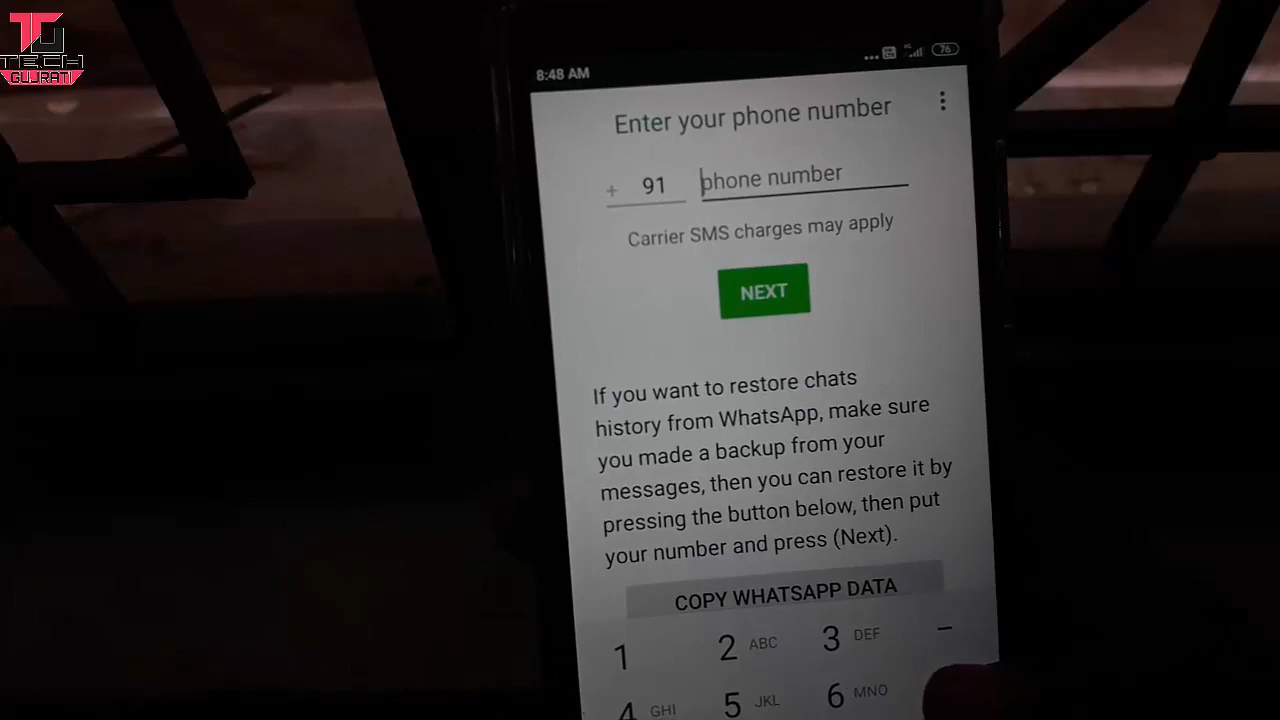 TG
TECH
GUJRATI
8:48 AM
76
Enter your phone number
+ 91 phone number
Carrier SMS charges may apply
NEXT
If you want to restore chats
history from WhatsApp, make sure
you made a backup from your
messages, then you can restore it by
pressing the button below, then put
your number and press (Next).
COPY WHATSAPP DATA
1 2 ABC 3 DEF –
4 GHI 5 JKL 6 MNO